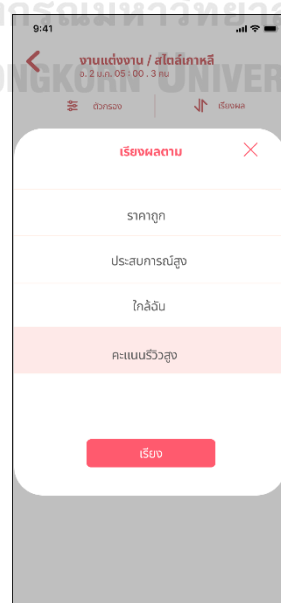 9:41
งานแต่งงาน / สไตล์เกาหลี
อ. 2 ม.ค. 05:00 . 3 คน
ตัวกรอง
เรียงผล
เรียงผลตาม
ราคาถูก
ประสบการณ์สูง
ใกล้ฉัน
คะแนนรีวิวสูง
เรียง